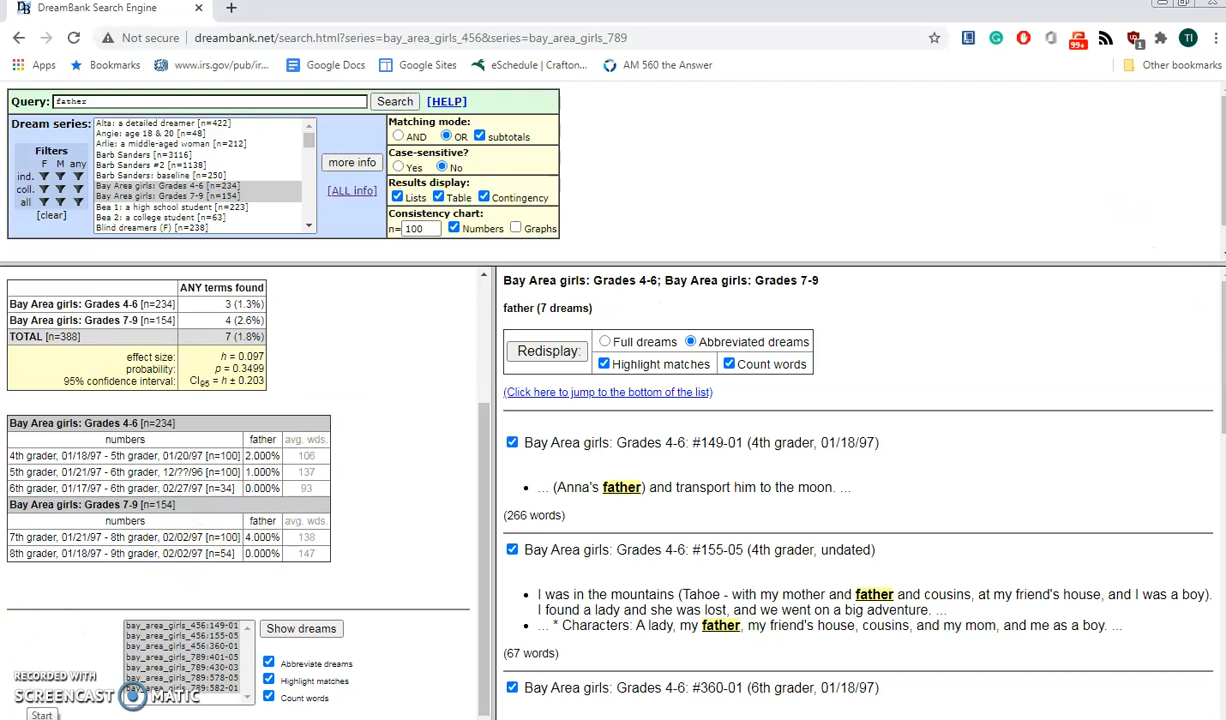 DreamBank Search Engine
Not secure dreambank.net/search.html?series=bay_area_girls_456&series=bay_area_girls_789
99+
1
TI
Apps Bookmarks www.irs.gov/pub/ir... Google Docs Google Sites eSchedule | Crafton... AM 560 the Answer Other bookmarks
Query: father Search [HELP]
Dream series:
Filters
F M any
ind.
coll.
all
[clear]
Alta: a detailed dreamer [n=422]
Angie: age 18 & 20 [n=48]
Arlie: a middle-aged woman [n=212]
Barb Sanders [n=3116]
Barb Sanders #2 [n=1138]
Barb Sanders: baseline [n=250]
Bay Area girls: Grades 4-6 [n=234]
Bay Area girls: Grades 7-9 [n=154]
Bea 1: a high school student [n=223]
Bea 2: a college student [n=63]
Blind dreamers (F) [n=238]
more info
[ALL info]
Matching mode:
AND OR subtotals
Case-sensitive?
Yes No
Results display:
Lists Table Contingency
Consistency chart:
n= 100 Numbers Graphs
ANY terms found
Bay Area girls: Grades 4-6 [n=234] 3 (1.3%)
Bay Area girls: Grades 7-9 [n=154] 4 (2.6%)
TOTAL [n=388] 7 (1.8%)
effect size: h = 0.097
probability: p = 0.3499
95% confidence interval: CI95 = h ± 0.203
Bay Area girls: Grades 4-6 [n=234]
numbers father avg. wds.
4th grader, 01/18/97 - 5th grader, 01/20/97 [n=100] 2.000% 106
5th grader, 01/21/97 - 6th grader, 12/??/96 [n=100] 1.000% 137
6th grader, 01/17/97 - 6th grader, 02/27/97 [n=34] 0.000% 93
Bay Area girls: Grades 7-9 [n=154]
numbers father avg. wds.
7th grader, 01/21/97 - 8th grader, 02/02/97 [n=100] 4.000% 138
8th grader, 01/18/97 - 9th grader, 02/02/97 [n=54] 0.000% 147
bay_area_girls_456:149-01
bay_area_girls_456:155-05
bay_area_girls_456:360-01
bay_area_girls_789:401-05
bay_area_girls_789:430-03
bay_area_girls_789:578-05
bay_area_girls_789:582-01
Show dreams
Abbreviate dreams
Highlight matches
Count words
RECORDED WITH
SCREENCAST MATIC
Start
Bay Area girls: Grades 4-6; Bay Area girls: Grades 7-9
father (7 dreams)
Redisplay: Full dreams Abbreviated dreams
Highlight matches Count words
(Click here to jump to the bottom of the list)
Bay Area girls: Grades 4-6: #149-01 (4th grader, 01/18/97)
• ... (Anna's father) and transport him to the moon. ...
(266 words)
Bay Area girls: Grades 4-6: #155-05 (4th grader, undated)
• I was in the mountains (Tahoe - with my mother and father and cousins, at my friend's house, and I was a boy).
I found a lady and she was lost, and we went on a big adventure. ...
• ... * Characters: A lady, my father, my friend's house, cousins, and my mom, and me as a boy. ...
(67 words)
Bay Area girls: Grades 4-6: #360-01 (6th grader, 01/18/97)